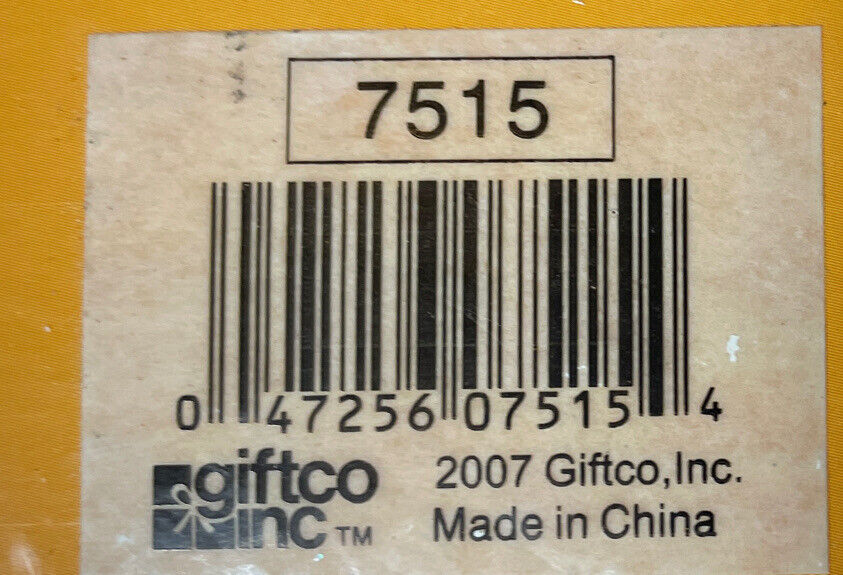 7515
0 47256 07515 4
giftco
inc TM
2007 Giftco,Inc.
Made in China